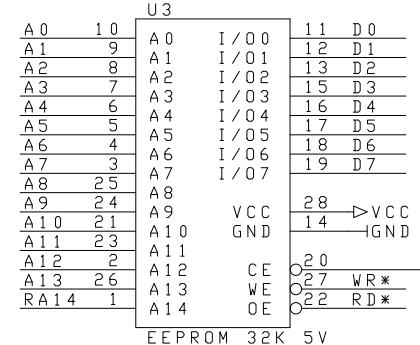 U3
A0 10 A0 I/O0 11 D0
A1 9 A1 I/O1 12 D1
A2 8 A2 I/O2 13 D2
A3 7 A3 I/O3 15 D3
A4 6 A4 I/O4 16 D4
A5 5 A5 I/O5 17 D5
A6 4 A6 I/O6 18 D6
A7 3 A7 I/O7 19 D7
A8 25 A8
A9 24 A9 VCC 28 VCC
A10 21 A10 GND 14 GND
A11 23 A11
A12 2 A12 CE 20
A13 26 A13 WE 27 WR*
RA14 1 A14 OE 22 RD*
EEPROM 32K 5V